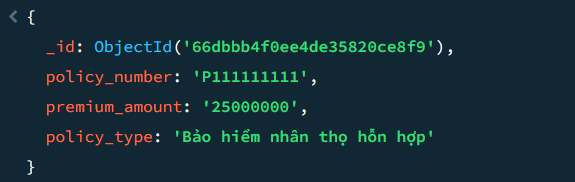 {
_id: ObjectId('66dbbb4f0ee4de35820ce8f9'),
policy_number: 'P111111111',
premium_amount: '25000000',
policy_type: 'Bảo hiểm nhân thọ hỗn hợp'
}